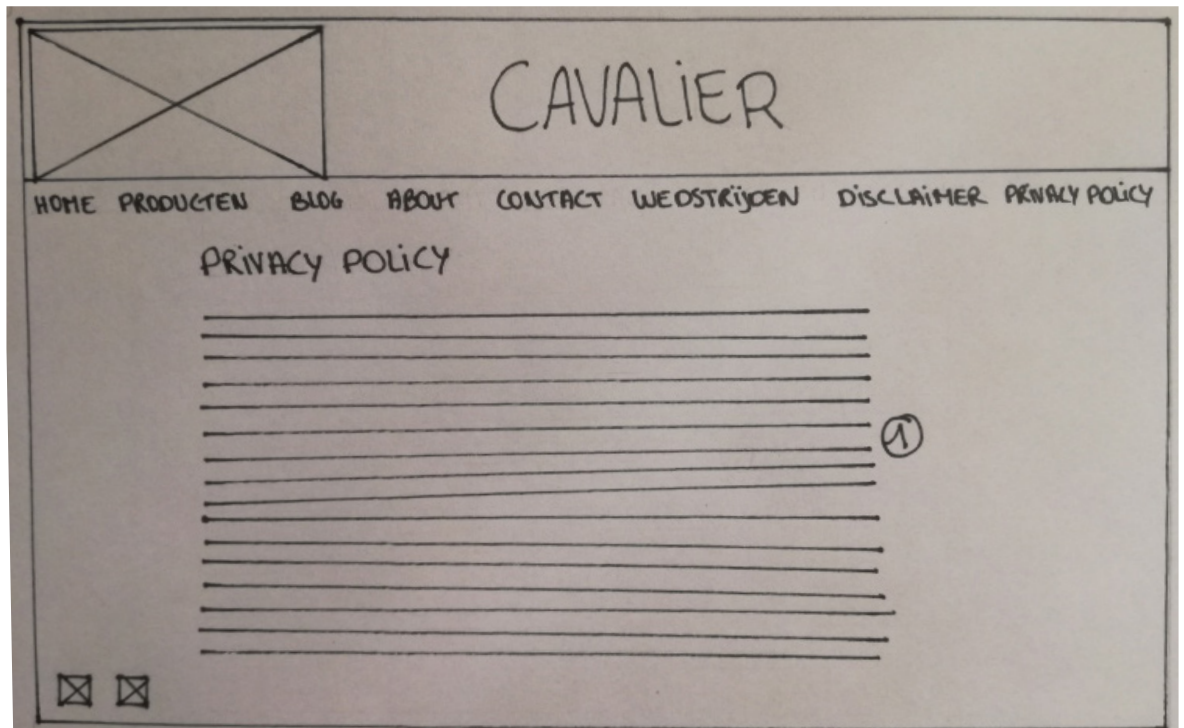 CAVALiER
HOME PRODUCTEN BLOG ABOUT CONTACT WEDSTRijDEN DiSCLAiMER PRiVACY POLiCY
PRiVACY POLiCY
1